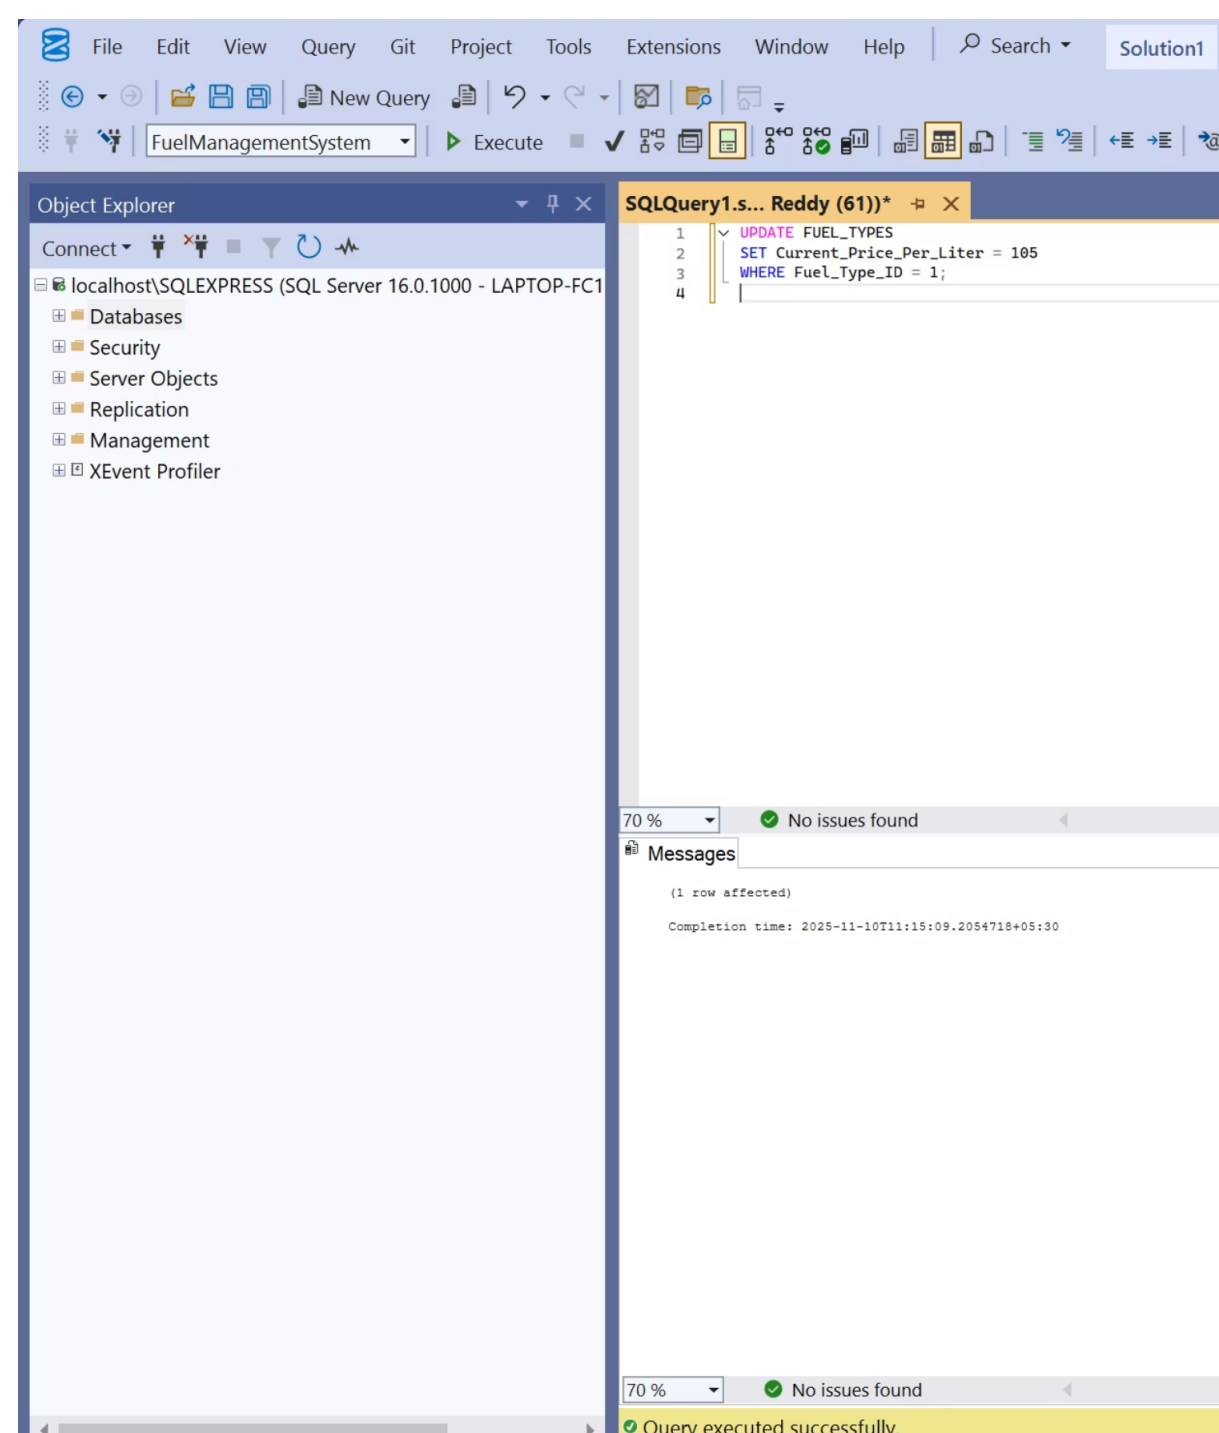 File Edit View Query Git Project Tools Extensions Window Help Search Solution1
New Query
FuelManagementSystem Execute
Object Explorer
Connect
localhost\SQLEXPRESS (SQL Server 16.0.1000 - LAPTOP-FC1
Databases
Security
Server Objects
Replication
Management
XEvent Profiler
SQLQuery1.s... Reddy (61))*
1 UPDATE FUEL_TYPES
2 SET Current_Price_Per_Liter = 105
3 WHERE Fuel_Type_ID = 1;
4
70 % No issues found
Messages
(1 row affected)
Completion time: 2025-11-10T11:15:09.2054718+05:30
70 % No issues found
Query executed successfully.